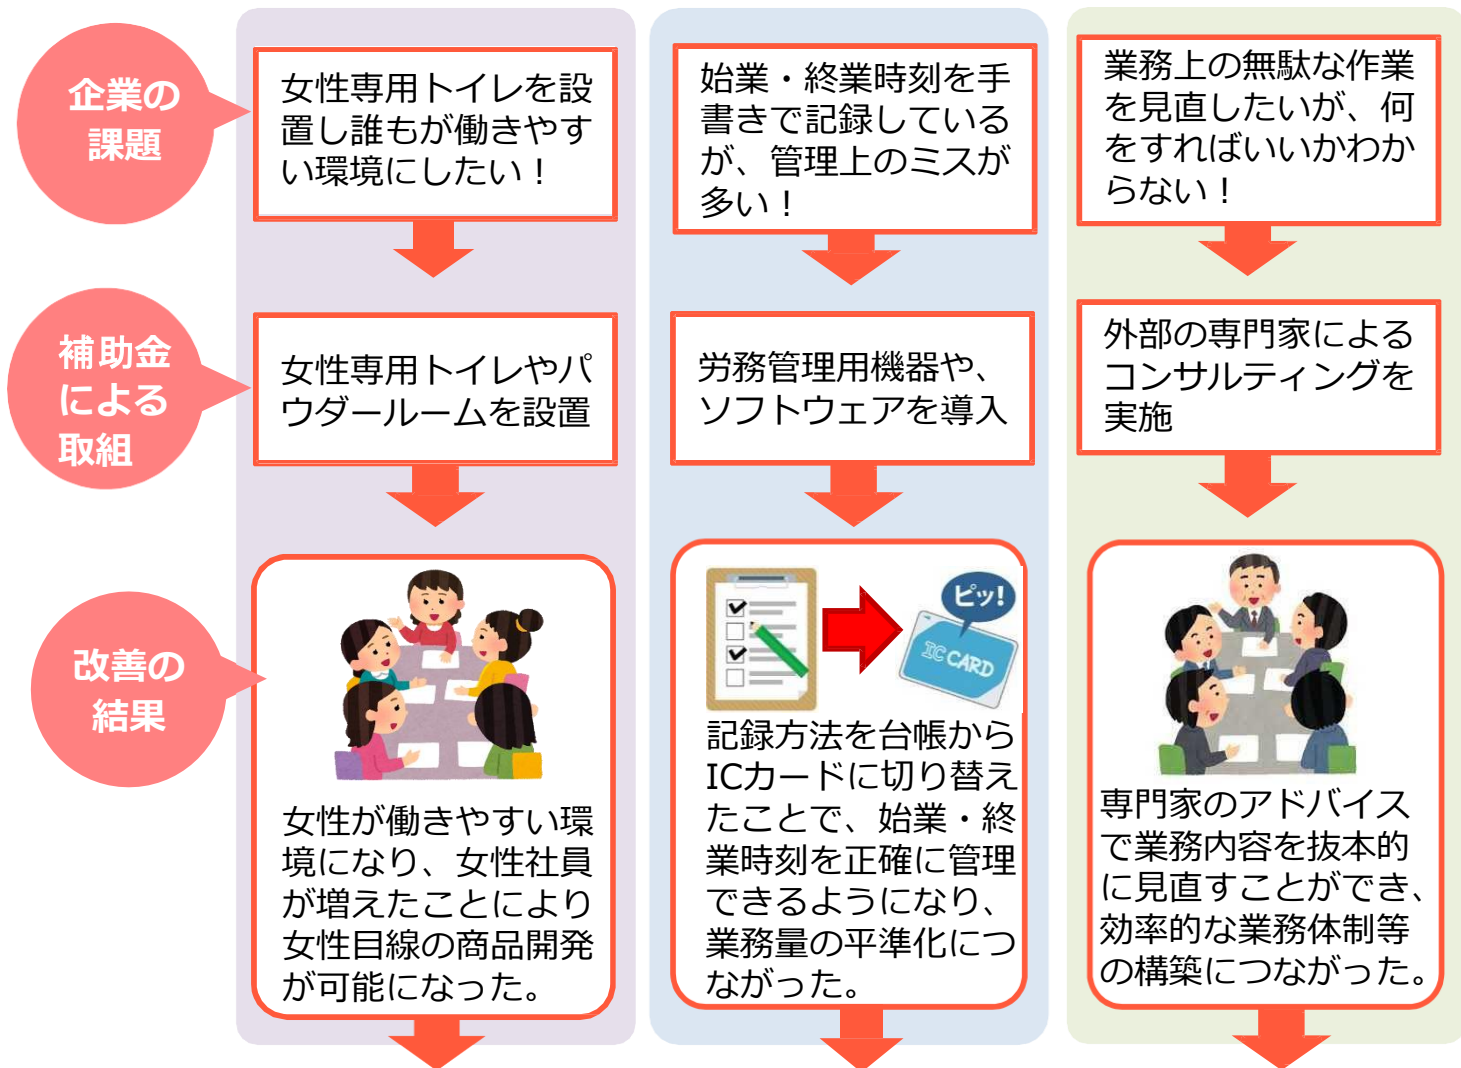 企業の
課題
女性専用トイレを設
置し誰もが働きやす
い環境にしたい！
始業・終業時刻を手
書きで記録している
が、管理上のミスが
多い！
業務上の無駄な作業
を見直したいが、何
をすればいいかわか
らない！
補助金
による
取組
女性専用トイレやパ
ウダールームを設置
労務管理用機器や、
ソフトウェアを導入
外部の専門家による
コンサルティングを
実施
改善の
結果
女性が働きやすい環
境になり、女性社員
が増えたことにより
女性目線の商品開発
が可能になった。
ピッ!
IC CARD
記録方法を台帳から
ICカードに切り替え
たことで、始業・終
業時刻を正確に管理
できるようになり、
業務量の平準化につ
ながった。
専門家のアドバイス
で業務内容を抜本的
に見直すことができ、
効率的な業務体制等
の構築につながった。